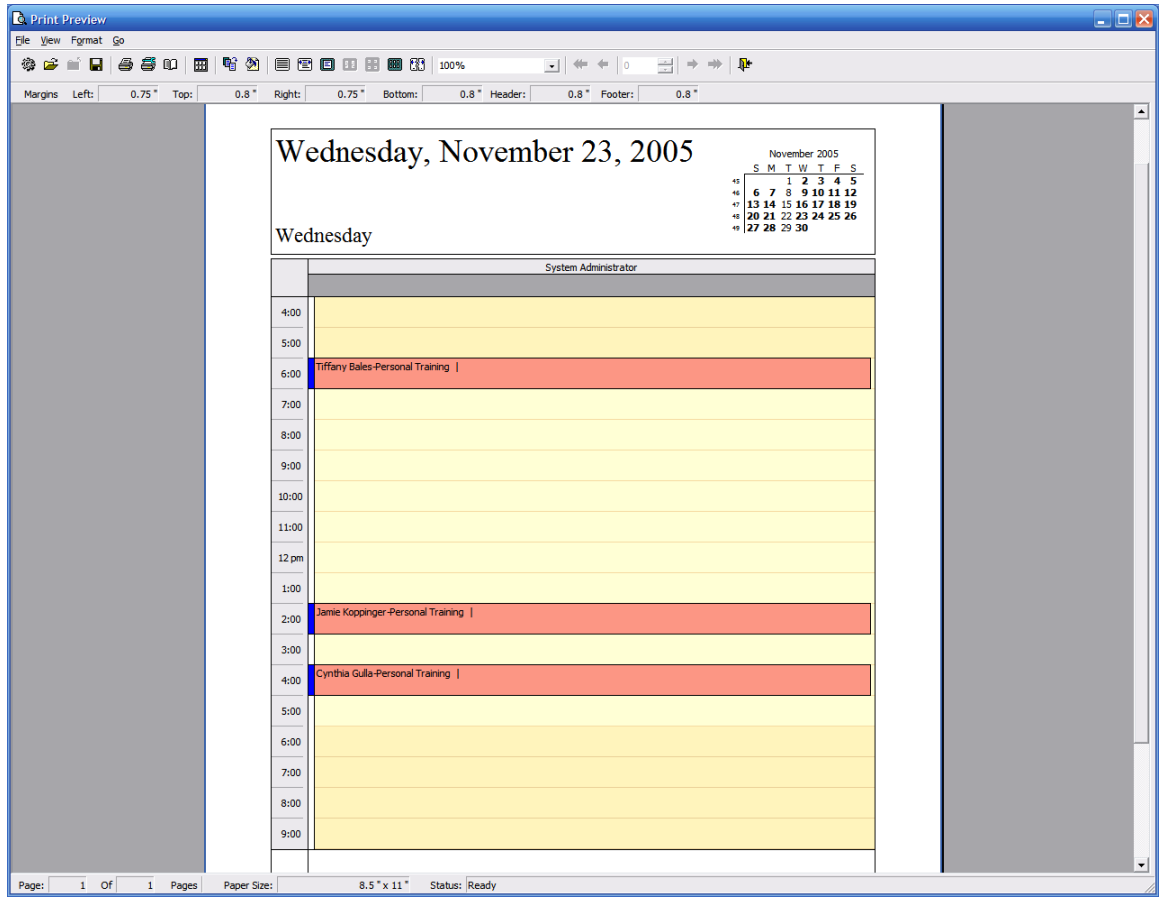 Print Preview
File View Format Go
100% 0
Margins Left: 0.75 " Top: 0.8 " Right: 0.75 " Bottom: 0.8 " Header: 0.8 " Footer: 0.8 "
Wednesday, November 23, 2005
Wednesday
November 2005
S M T W T F S
45 1 2 3 4 5
46 6 7 8 9 10 11 12
47 13 14 15 16 17 18 19
48 20 21 22 23 24 25 26
49 27 28 29 30
System Administrator
4:00
5:00
6:00 Tiffany Bales-Personal Training |
7:00
8:00
9:00
10:00
11:00
12 pm
1:00
2:00 Jamie Koppinger-Personal Training |
3:00
4:00 Cynthia Gulla-Personal Training |
5:00
6:00
7:00
8:00
9:00
Page: 1 Of 1 Pages Paper Size: 8.5 " x 11 " Status: Ready